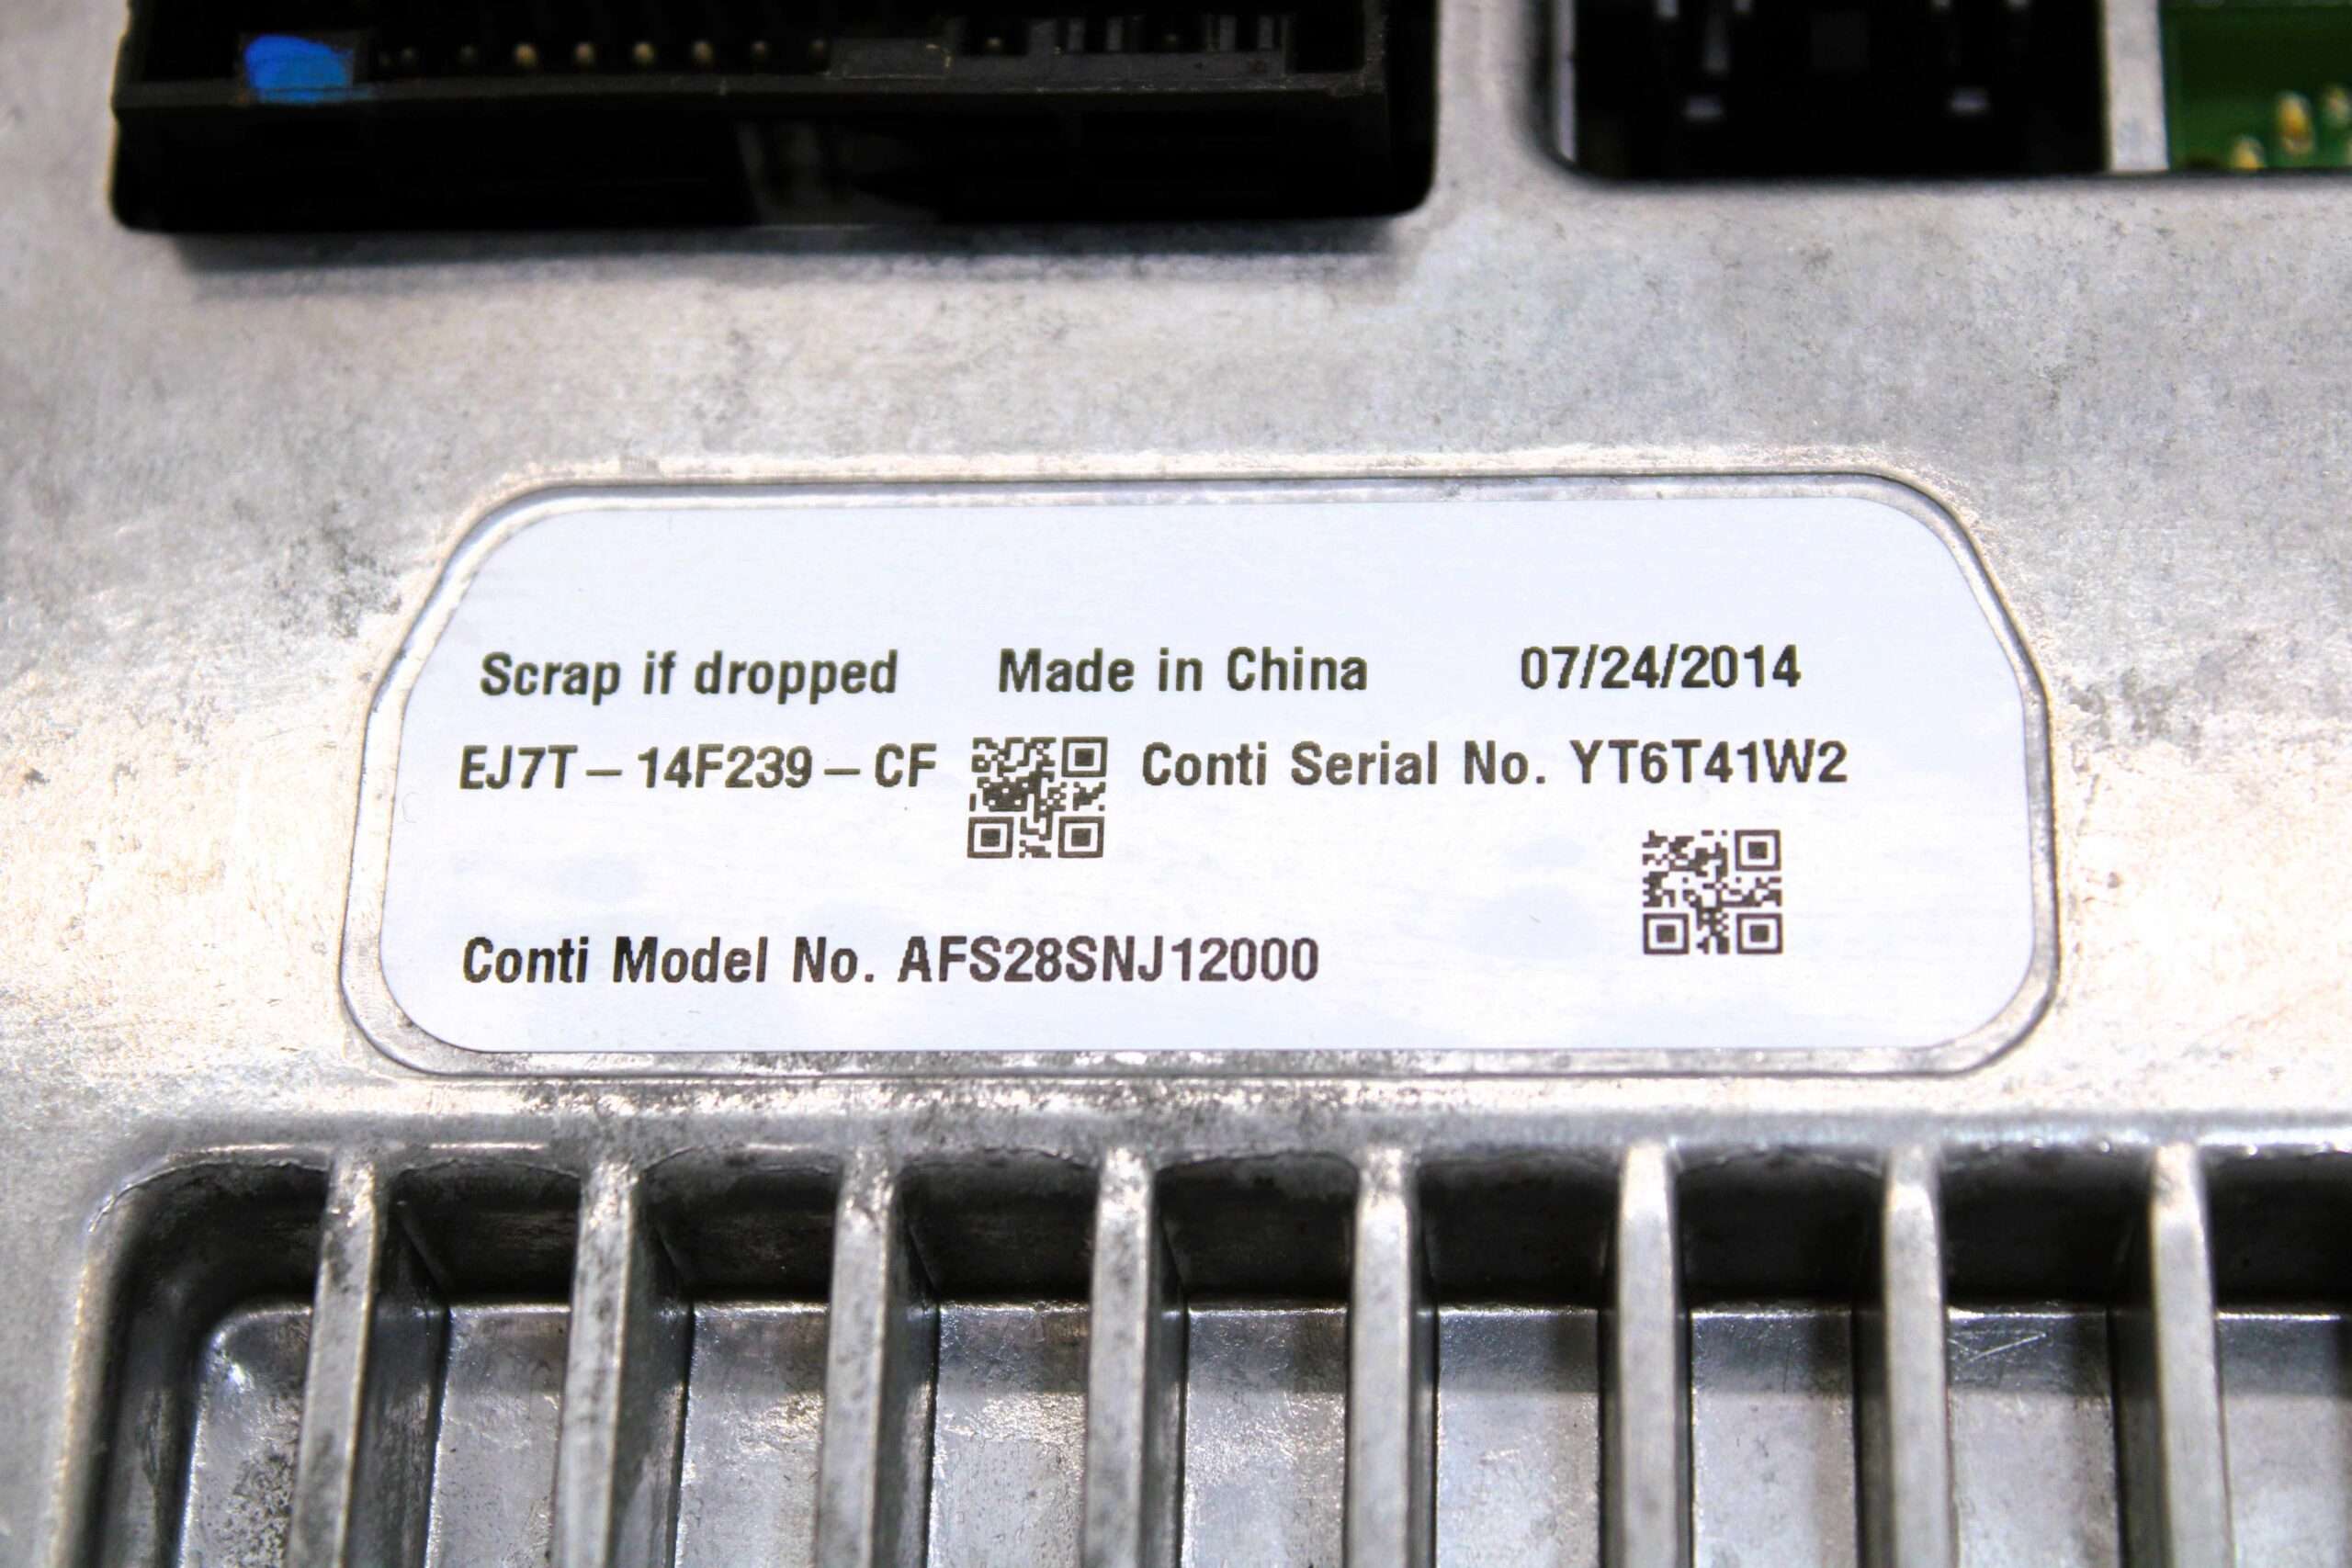 Scrap if dropped Made in China 07/24/2014
EJ7T – 14F239 – CF Conti Serial No. YT6T41W2
Conti Model No. AFS28SNJ12000